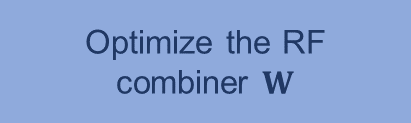 Optimize the RF
combiner W